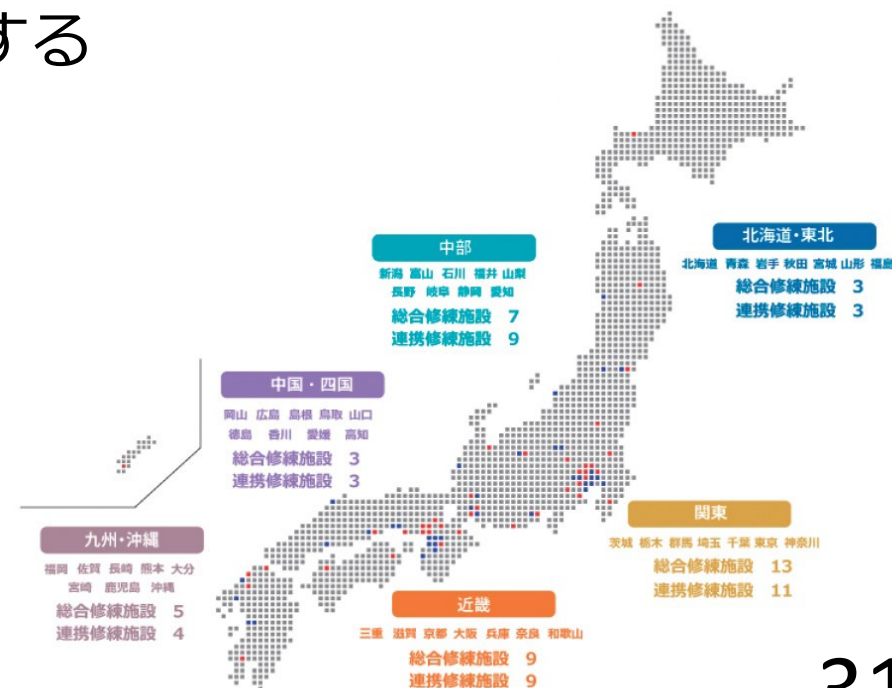 する
中部
新潟 富山 石川 福井 山梨
長野 岐阜 静岡 愛知
総合修練施設 7
連携修練施設 9
北海道・東北
北海道 青森 岩手 秋田 宮城 山形 福島
総合修練施設 3
連携修練施設 3
中国・四国
岡山 広島 島根 鳥取 山口
徳島 香川 愛媛 高知
総合修練施設 3
連携修練施設 3
九州・沖縄
福岡 佐賀 長崎 熊本 大分
宮崎 鹿児島 沖縄
総合修練施設 5
連携修練施設 4
関東
茨城 栃木 群馬 埼玉 千葉 東京 神奈川
総合修練施設 13
連携修練施設 11
近畿
三重 滋賀 京都 大阪 兵庫 奈良 和歌山
総合修練施設 9
連携修練施設 9